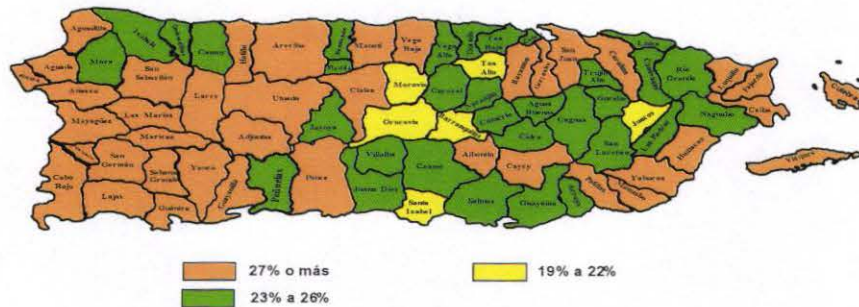 Aguadilla
Isabela
Camuy
Hatillo
Arecibo
Manatí
Vega Baja
Vega Alta
Dorado
Toa Baja
Toa Alta
Bayamón
San Juan
Carolina
Loíza
Canóvanas
Río Grande
Luquillo
Fajardo
Culebra
Aguada
Moca
San Sebastián
Lares
Utuado
Ciales
Morovis
Corozal
Naranjito
Aguas Buenas
Trujillo Alto
Gurabo
Juncos
Naguabo
Ceiba
Añasco
Mayagüez
Las Marías
Maricao
Adjuntas
Jayuya
Orocovis
Barranquitas
Comerío
Cidra
Caguas
San Lorenzo
Las Piedras
Humacao
Vieques
Cabo Rojo
San Germán
Sabana Grande
Yauco
Guayanilla
Peñuelas
Ponce
Villalba
Coamo
Aibonito
Cayey
Yabucoa
Patillas
Lajas
Guánica
Juana Díaz
Santa Isabel
Salinas
Guayama
Arroyo
27% o más
19% a 22%
23% a 26%